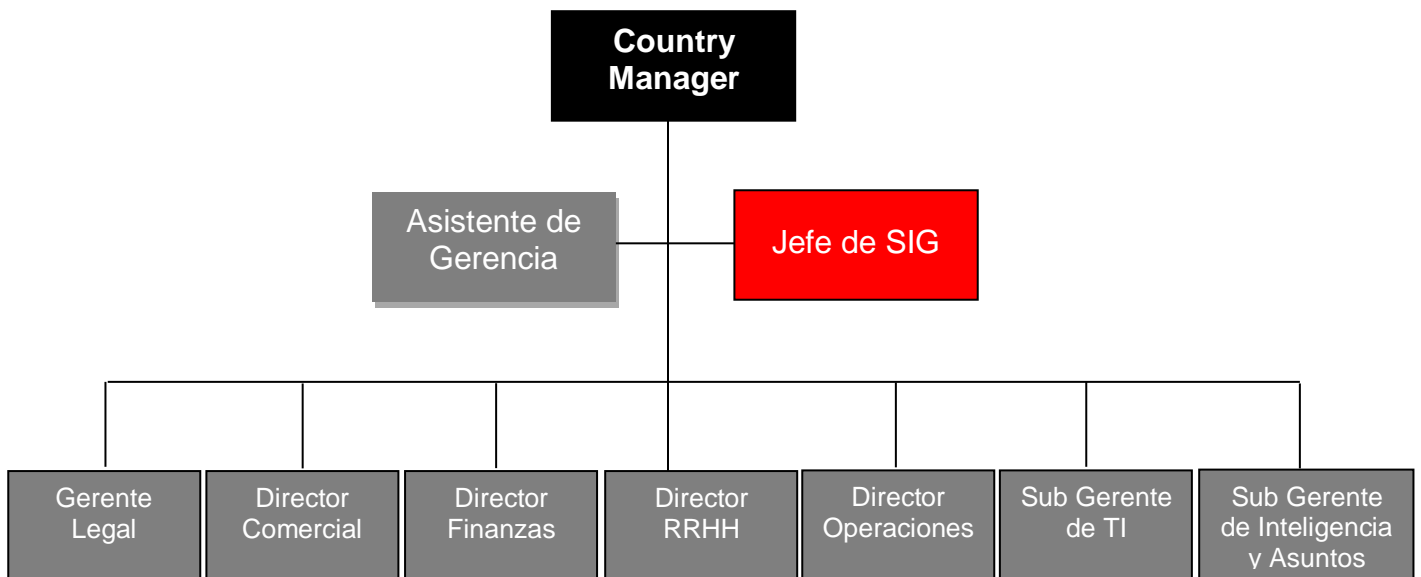 Country
Manager
Asistente de
Gerencia
Jefe de SIG
Gerente
Legal
Director
Comercial
Director
Finanzas
Director
RRHH
Director
Operaciones
Sub Gerente
de TI
Sub Gerente
de Inteligencia
y Asuntos